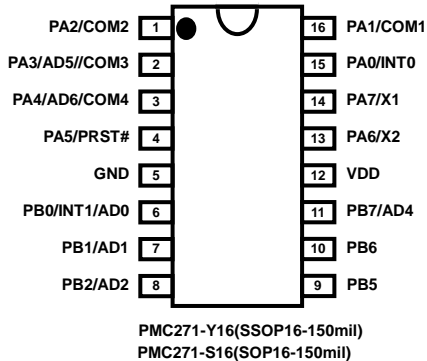 PA2/COM2 1 16 PA1/COM1
PA3/AD5//COM3 2 15 PA0/INT0
PA4/AD6/COM4 3 14 PA7/X1
PA5/PRST# 4 13 PA6/X2
GND 5 12 VDD
PB0/INT1/AD0 6 11 PB7/AD4
PB1/AD1 7 10 PB6
PB2/AD2 8 9 PB5
PMC271-Y16(SSOP16-150mil)
PMC271-S16(SOP16-150mil)